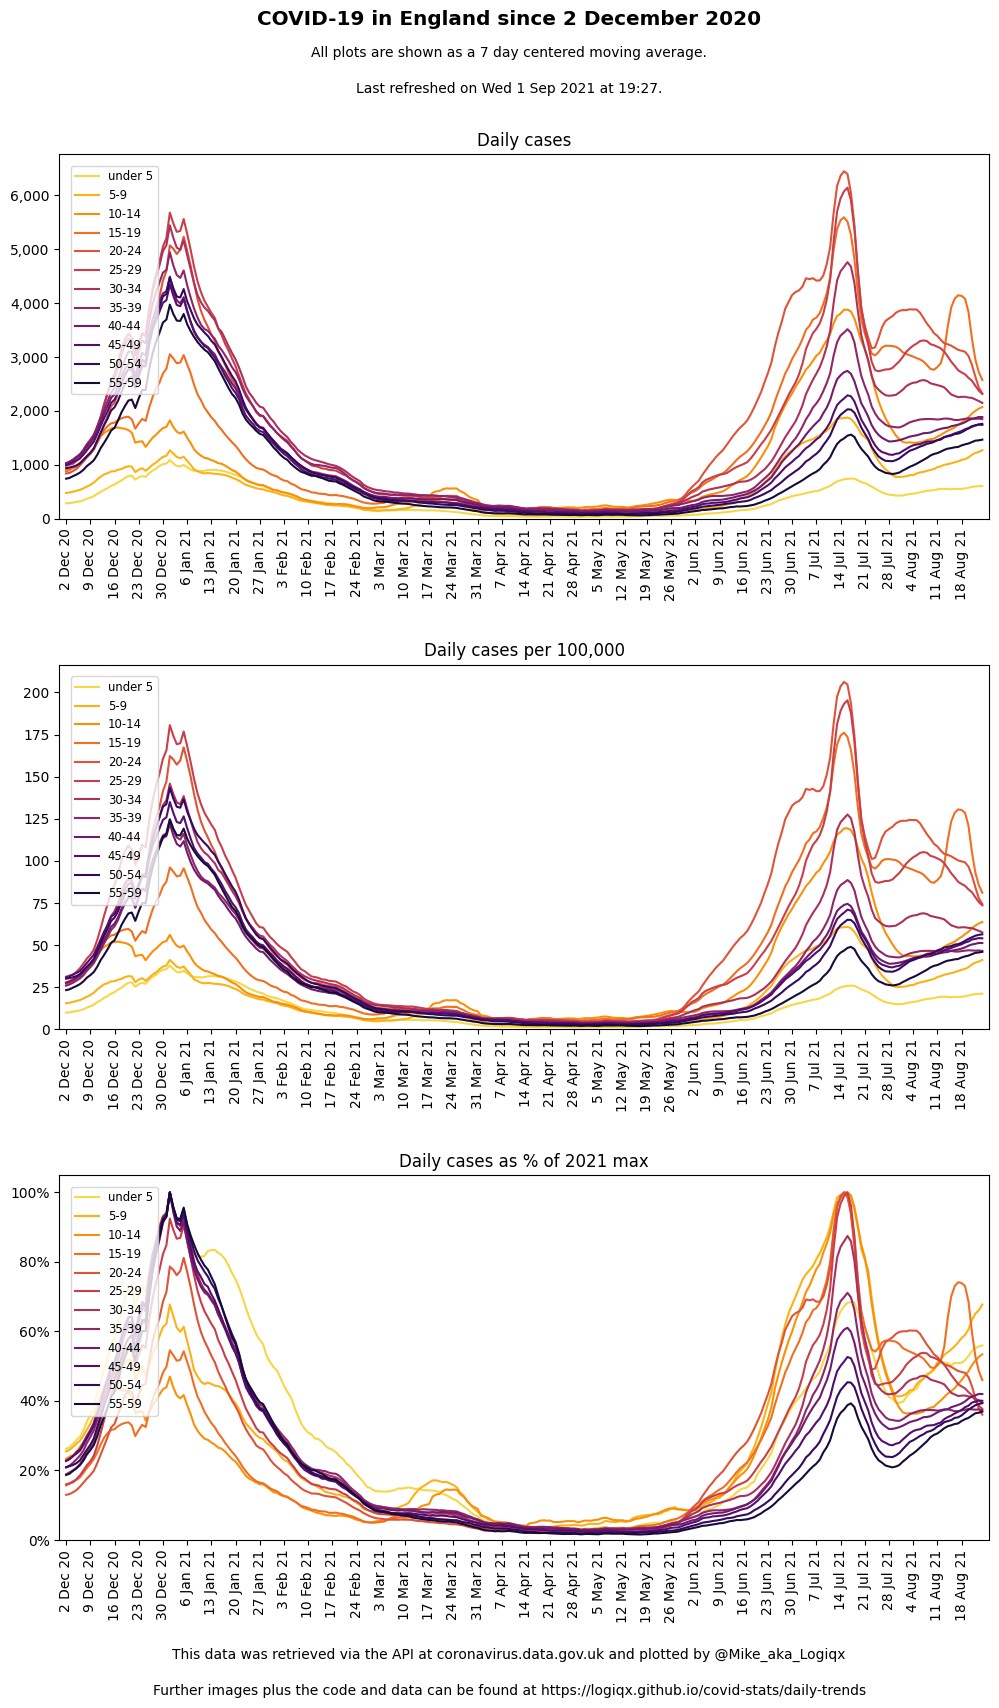 COVID-19 in England since 2 December 2020
All plots are shown as a 7 day centered moving average.
Last refreshed on Wed 1 Sep 2021 at 19:27.
Daily cases
6,000
5,000
4,000
3,000
2,000
1,000
0
under 5
5-9
10-14
15-19
20-24
25-29
30-34
35-39
40-44
45-49
50-54
55-59
2 Dec 20
9 Dec 20
16 Dec 20
23 Dec 20
30 Dec 20
6 Jan 21
13 Jan 21
20 Jan 21
27 Jan 21
3 Feb 21
10 Feb 21
17 Feb 21
24 Feb 21
3 Mar 21
10 Mar 21
17 Mar 21
24 Mar 21
31 Mar 21
7 Apr 21
14 Apr 21
21 Apr 21
28 Apr 21
5 May 21
12 May 21
19 May 21
26 May 21
2 Jun 21
9 Jun 21
16 Jun 21
23 Jun 21
30 Jun 21
7 Jul 21
14 Jul 21
21 Jul 21
28 Jul 21
4 Aug 21
11 Aug 21
18 Aug 21
Daily cases per 100,000
200
175
150
125
100
75
50
25
0
under 5
5-9
10-14
15-19
20-24
25-29
30-34
35-39
40-44
45-49
50-54
55-59
2 Dec 20
9 Dec 20
16 Dec 20
23 Dec 20
30 Dec 20
6 Jan 21
13 Jan 21
20 Jan 21
27 Jan 21
3 Feb 21
10 Feb 21
17 Feb 21
24 Feb 21
3 Mar 21
10 Mar 21
17 Mar 21
24 Mar 21
31 Mar 21
7 Apr 21
14 Apr 21
21 Apr 21
28 Apr 21
5 May 21
12 May 21
19 May 21
26 May 21
2 Jun 21
9 Jun 21
16 Jun 21
23 Jun 21
30 Jun 21
7 Jul 21
14 Jul 21
21 Jul 21
28 Jul 21
4 Aug 21
11 Aug 21
18 Aug 21
Daily cases as % of 2021 max
100%
80%
60%
40%
20%
0%
under 5
5-9
10-14
15-19
20-24
25-29
30-34
35-39
40-44
45-49
50-54
55-59
2 Dec 20
9 Dec 20
16 Dec 20
23 Dec 20
30 Dec 20
6 Jan 21
13 Jan 21
20 Jan 21
27 Jan 21
3 Feb 21
10 Feb 21
17 Feb 21
24 Feb 21
3 Mar 21
10 Mar 21
17 Mar 21
24 Mar 21
31 Mar 21
7 Apr 21
14 Apr 21
21 Apr 21
28 Apr 21
5 May 21
12 May 21
19 May 21
26 May 21
2 Jun 21
9 Jun 21
16 Jun 21
23 Jun 21
30 Jun 21
7 Jul 21
14 Jul 21
21 Jul 21
28 Jul 21
4 Aug 21
11 Aug 21
18 Aug 21
This data was retrieved via the API at coronavirus.data.gov.uk and plotted by @Mike_aka_Logiqx
Further images plus the code and data can be found at https://logiqx.github.io/covid-stats/daily-trends